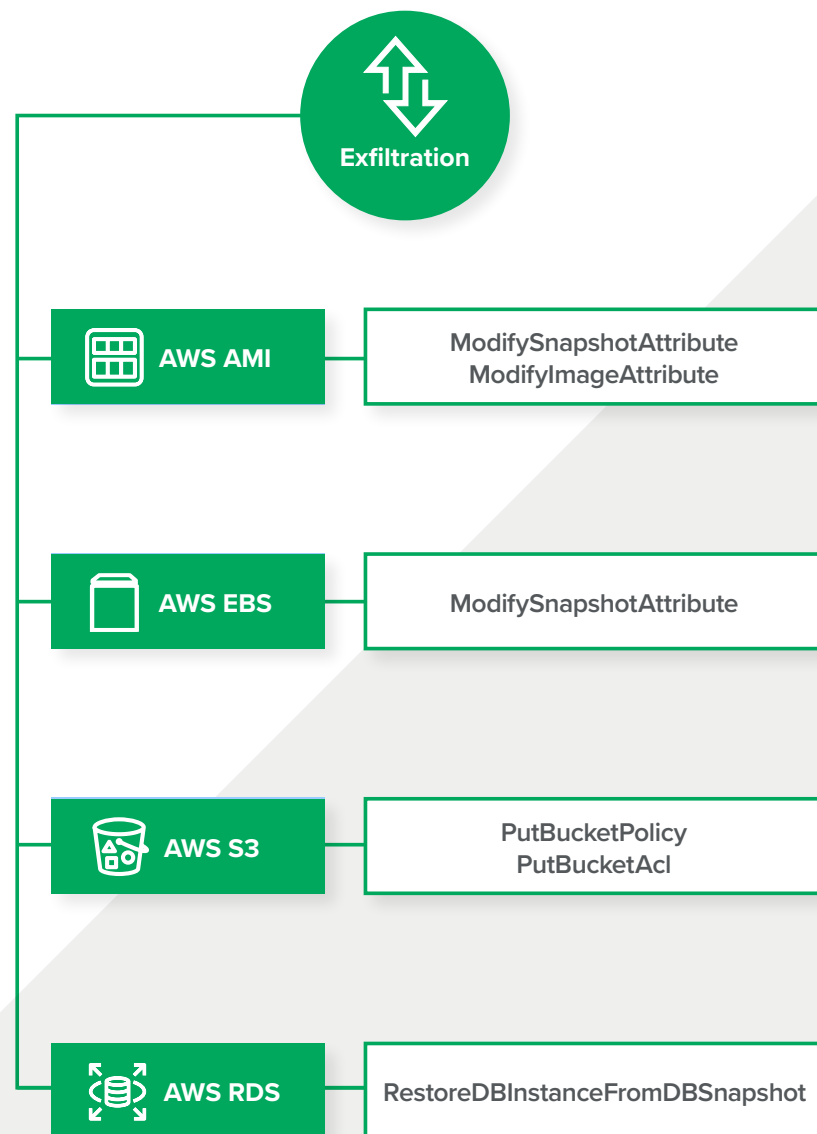 Exfiltration
AWS AMI
ModifySnapshotAttribute
ModifyImageAttribute
AWS EBS
ModifySnapshotAttribute
AWS S3
PutBucketPolicy
PutBucketAcl
AWS RDS
RestoreDBInstanceFromDBSnapshot